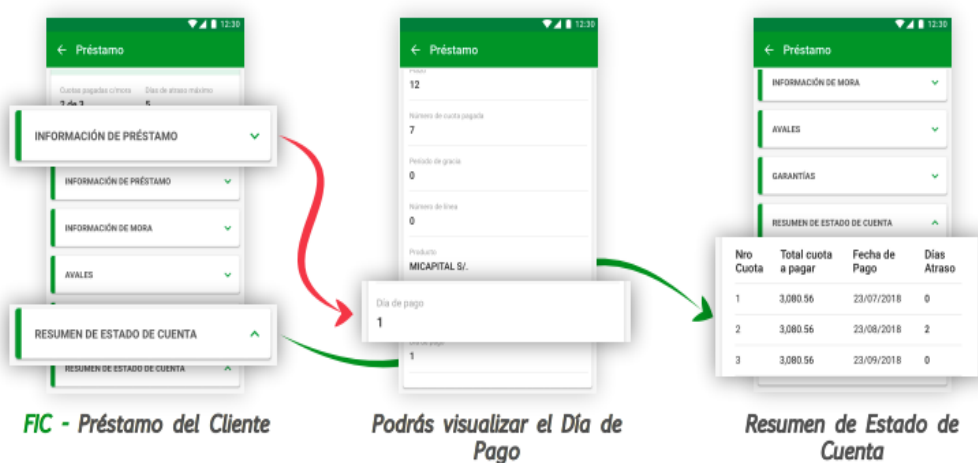 12:30
Préstamo
Cuotas pagadas c/mora Días de atraso máximo
2 de 3 5
INFORMACIÓN DE PRÉSTAMO
INFORMACIÓN DE PRÉSTAMO
INFORMACIÓN DE MORA
AVALES
RESUMEN DE ESTADO DE CUENTA
RESUMEN DE ESTADO DE CUENTA
FIC - Préstamo del Cliente
12:30
Préstamo
12
Número de cuota pagada
7
Período de gracia
0
Número de línea
0
Producto
MICAPITAL S/.
Día de pago
1
Día de pago
1
Podrás visualizar el Día de
Pago
12:30
Préstamo
INFORMACIÓN DE MORA
AVALES
GARANTÍAS
RESUMEN DE ESTADO DE CUENTA
Nro Total cuota Fecha de Días
Cuota a pagar Pago Atraso
1 3,080.56 23/07/2018 0
2 3,080.56 23/08/2018 2
3 3,080.56 23/09/2018 0
Resumen de Estado de
Cuenta